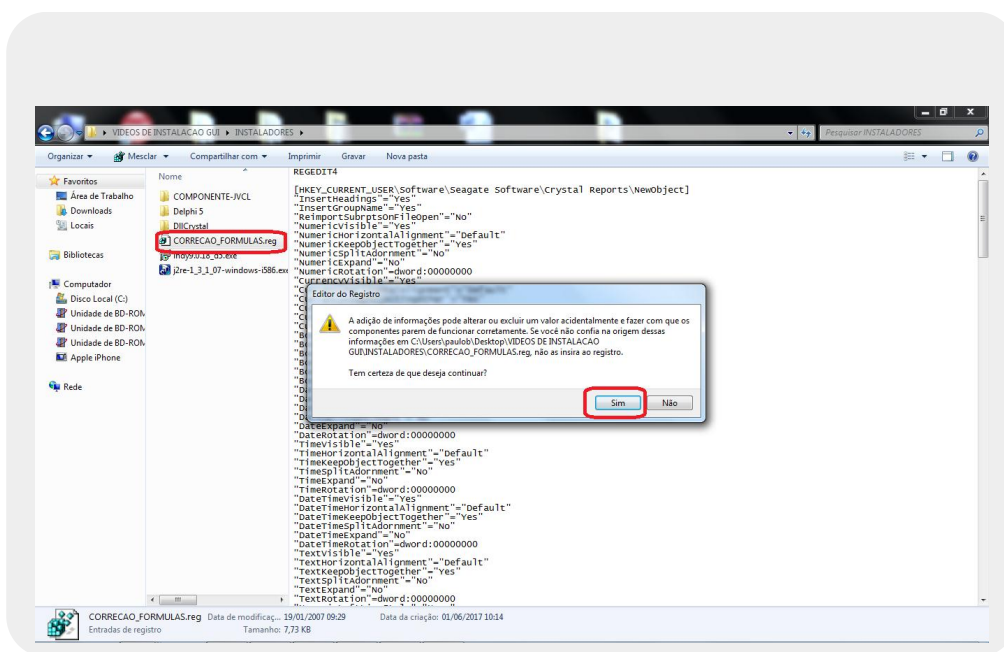 VIDEOS DE INSTALACAO GUI ▸ INSTALADORES ▸
Pesquisar INSTALADORES
Organizar Mesclar Compartilhar com Imprimir Gravar Nova pasta
Favoritos
Área de Trabalho
Downloads
Locais
Bibliotecas
Computador
Disco Local (C:)
Unidade de BD-ROM
Unidade de BD-ROM
Unidade de BD-ROM
Apple iPhone
Rede
Nome
COMPONENTE-JVCL
Delphi 5
DllCrystal
CORRECAO_FORMULAS.reg
Indy9.0.18_d5.exe
j2re-1_3_1_07-windows-i586.exe
REGEDIT4
[HKEY_CURRENT_USER\Software\Seagate Software\Crystal Reports\NewObject]
"InsertHeadings"="Yes"
"InsertGroupName"="Yes"
"ReimportSubrptsOnFileOpen"="No"
"NumericVisible"="Yes"
"NumericHorizontalAlignment"="Default"
"NumericKeepObjectTogether"="Yes"
"NumericSplitAdornment"="No"
"NumericExpand"="No"
"NumericRotation"=dword:00000000
"CurrencyVisible"="Yes"
Editor do Registro
A adição de informações pode alterar ou excluir um valor acidentalmente e fazer com que os
componentes parem de funcionar corretamente. Se você não confia na origem dessas
informações em C:\Users\paulob\Desktop\VIDEOS DE INSTALACAO
GUI\INSTALADORES\CORRECAO_FORMULAS.reg, não as insira ao registro.
Tem certeza de que deseja continuar?
Sim Não
"DateExpand"="No"
"DateRotation"=dword:00000000
"TimeVisible"="Yes"
"TimeHorizontalAlignment"="Default"
"TimeKeepObjectTogether"="Yes"
"TimeSplitAdornment"="No"
"TimeExpand"="No"
"TimeRotation"=dword:00000000
"DateTimeVisible"="Yes"
"DateTimeHorizontalAlignment"="Default"
"DateTimeKeepObjectTogether"="Yes"
"DateTimeSplitAdornment"="No"
"DateTimeExpand"="No"
"DateTimeRotation"=dword:00000000
"TextVisible"="Yes"
"TextHorizontalAlignment"="Default"
"TextKeepObjectTogether"="Yes"
"TextSplitAdornment"="No"
"TextExpand"="No"
"TextRotation"=dword:00000000
CORRECAO_FORMULAS.reg Data de modificaç... 19/01/2007 09:29 Data da criação: 01/06/2017 10:14
Entradas de registro Tamanho: 7,73 KB